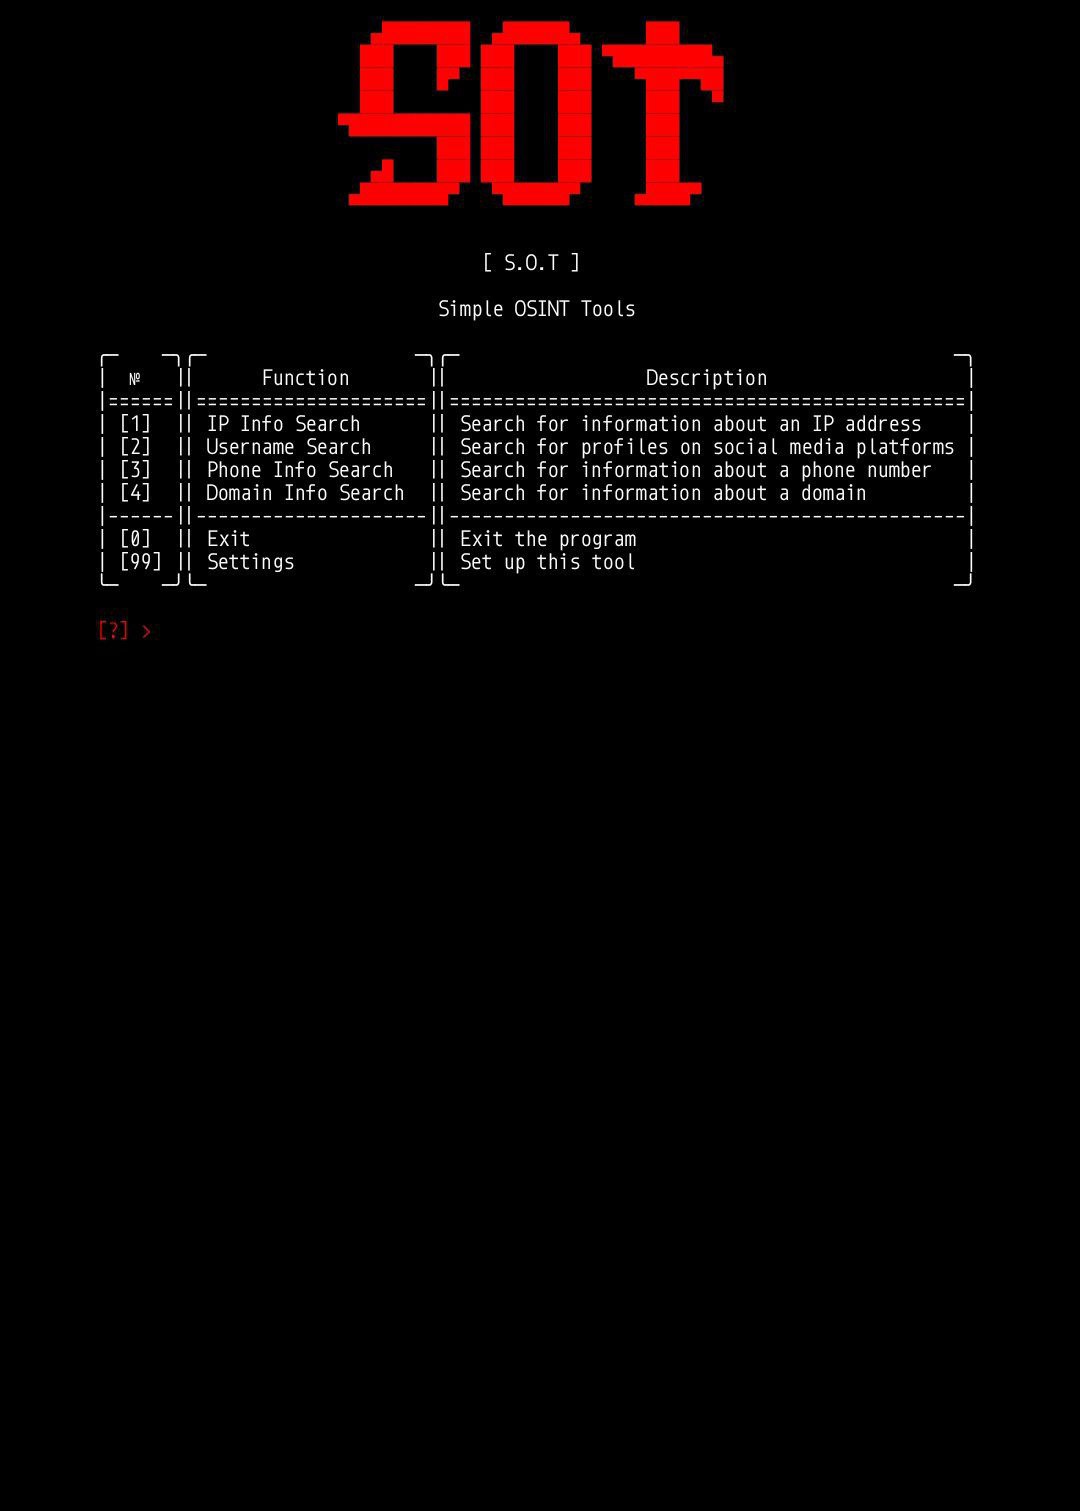 SOT
[ S.O.T ]
Simple OSINT Tools
№ Function Description
[1] IP Info Search Search for information about an IP address
[2] Username Search Search for profiles on social media platforms
[3] Phone Info Search Search for information about a phone number
[4] Domain Info Search Search for information about a domain
[0] Exit Exit the program
[99] Settings Set up this tool
[?] >